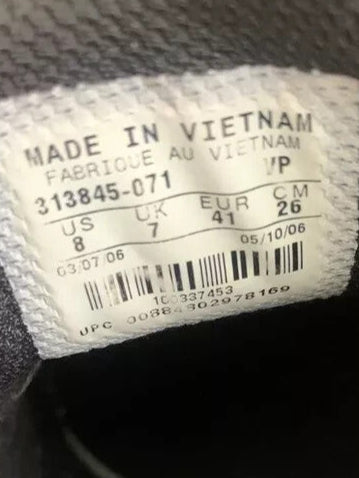 MADE IN VIETNAM
FABRIQUE AU VIETNAM
313845-071 VP
US UK EUR CM
8 7 41 26
03/07/06 05/10/06
100337453
UPC 00884802978169